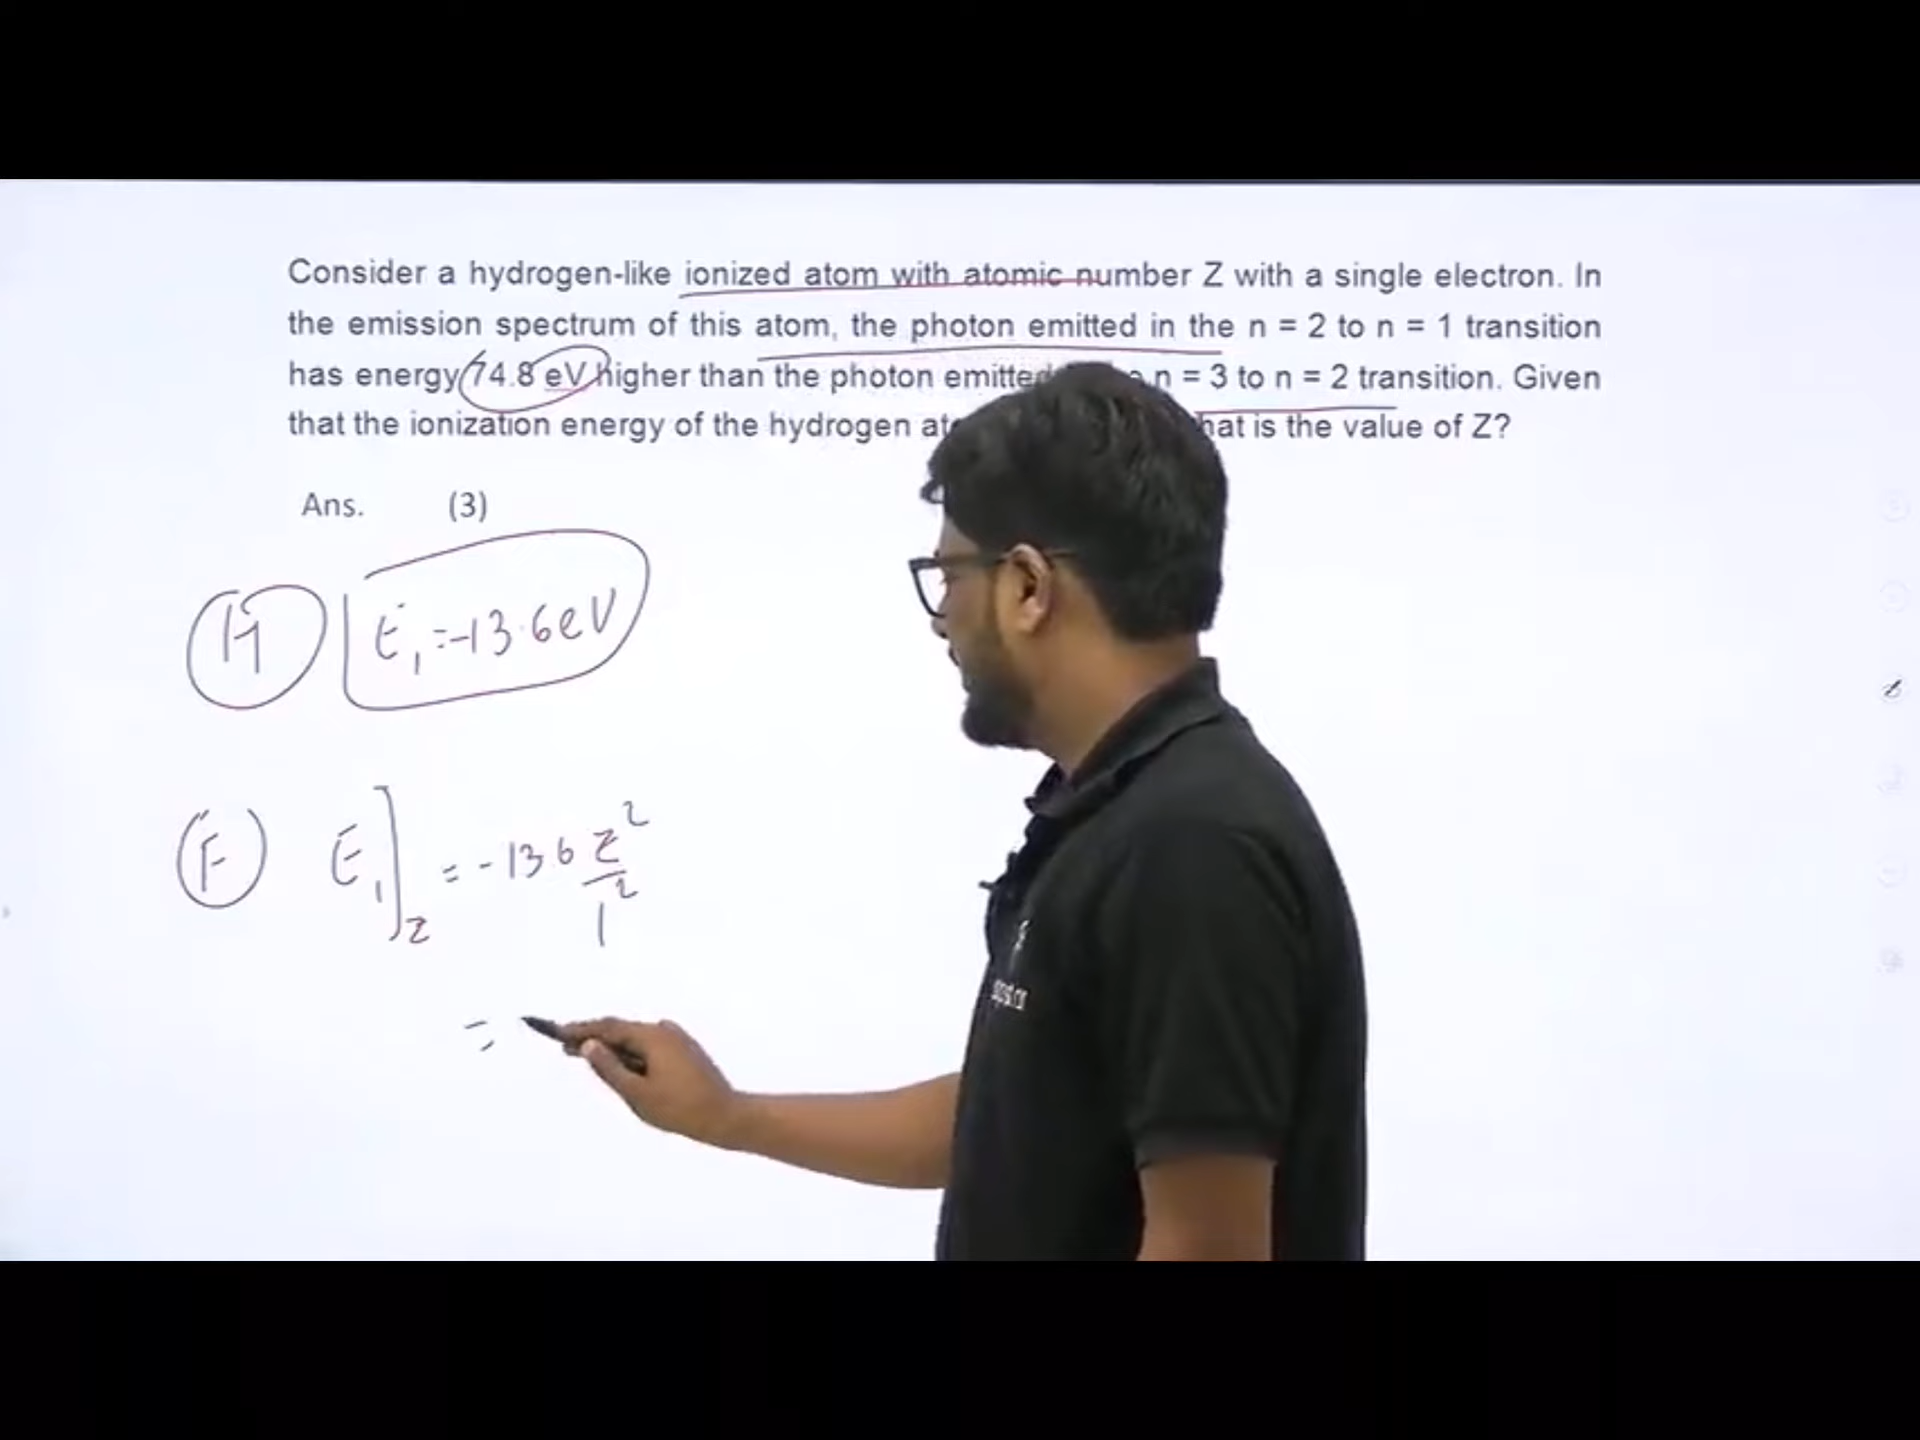 Consider a hydrogen-like ionized atom with atomic number Z with a single electron. In
the emission spectrum of this atom, the photon emitted in the n = 2 to n = 1 transition
has energy 74.8 eV higher than the photon emitted n = 3 to n = 2 transition. Given
that the ionization energy of the hydrogen hat is the value of Z?
Ans. (3)
H E₁ = -13.6 eV
E₁]z = -13.6 z²/1²
=